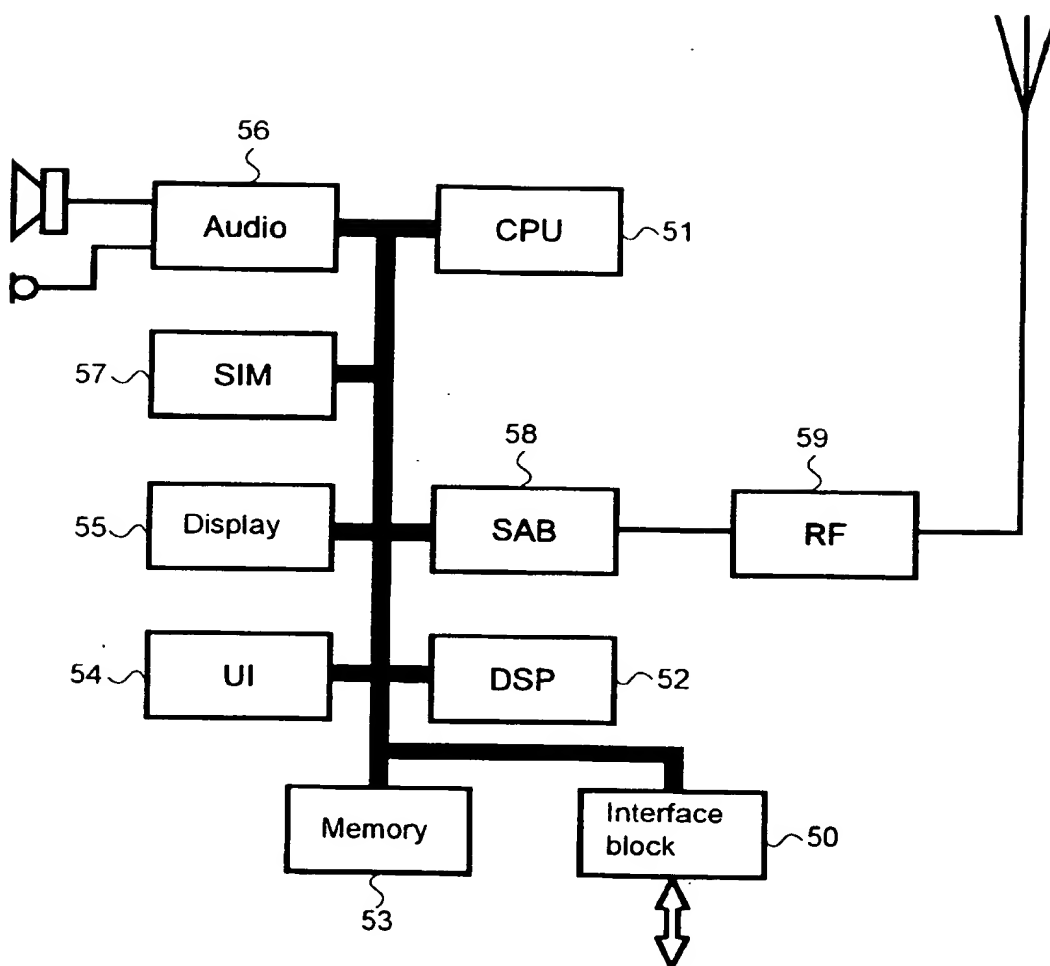 56
Audio
CPU
51
57
SIM
58
59
55
Display
SAB
RF
54
UI
DSP
52
Memory
Interface
block
50
53